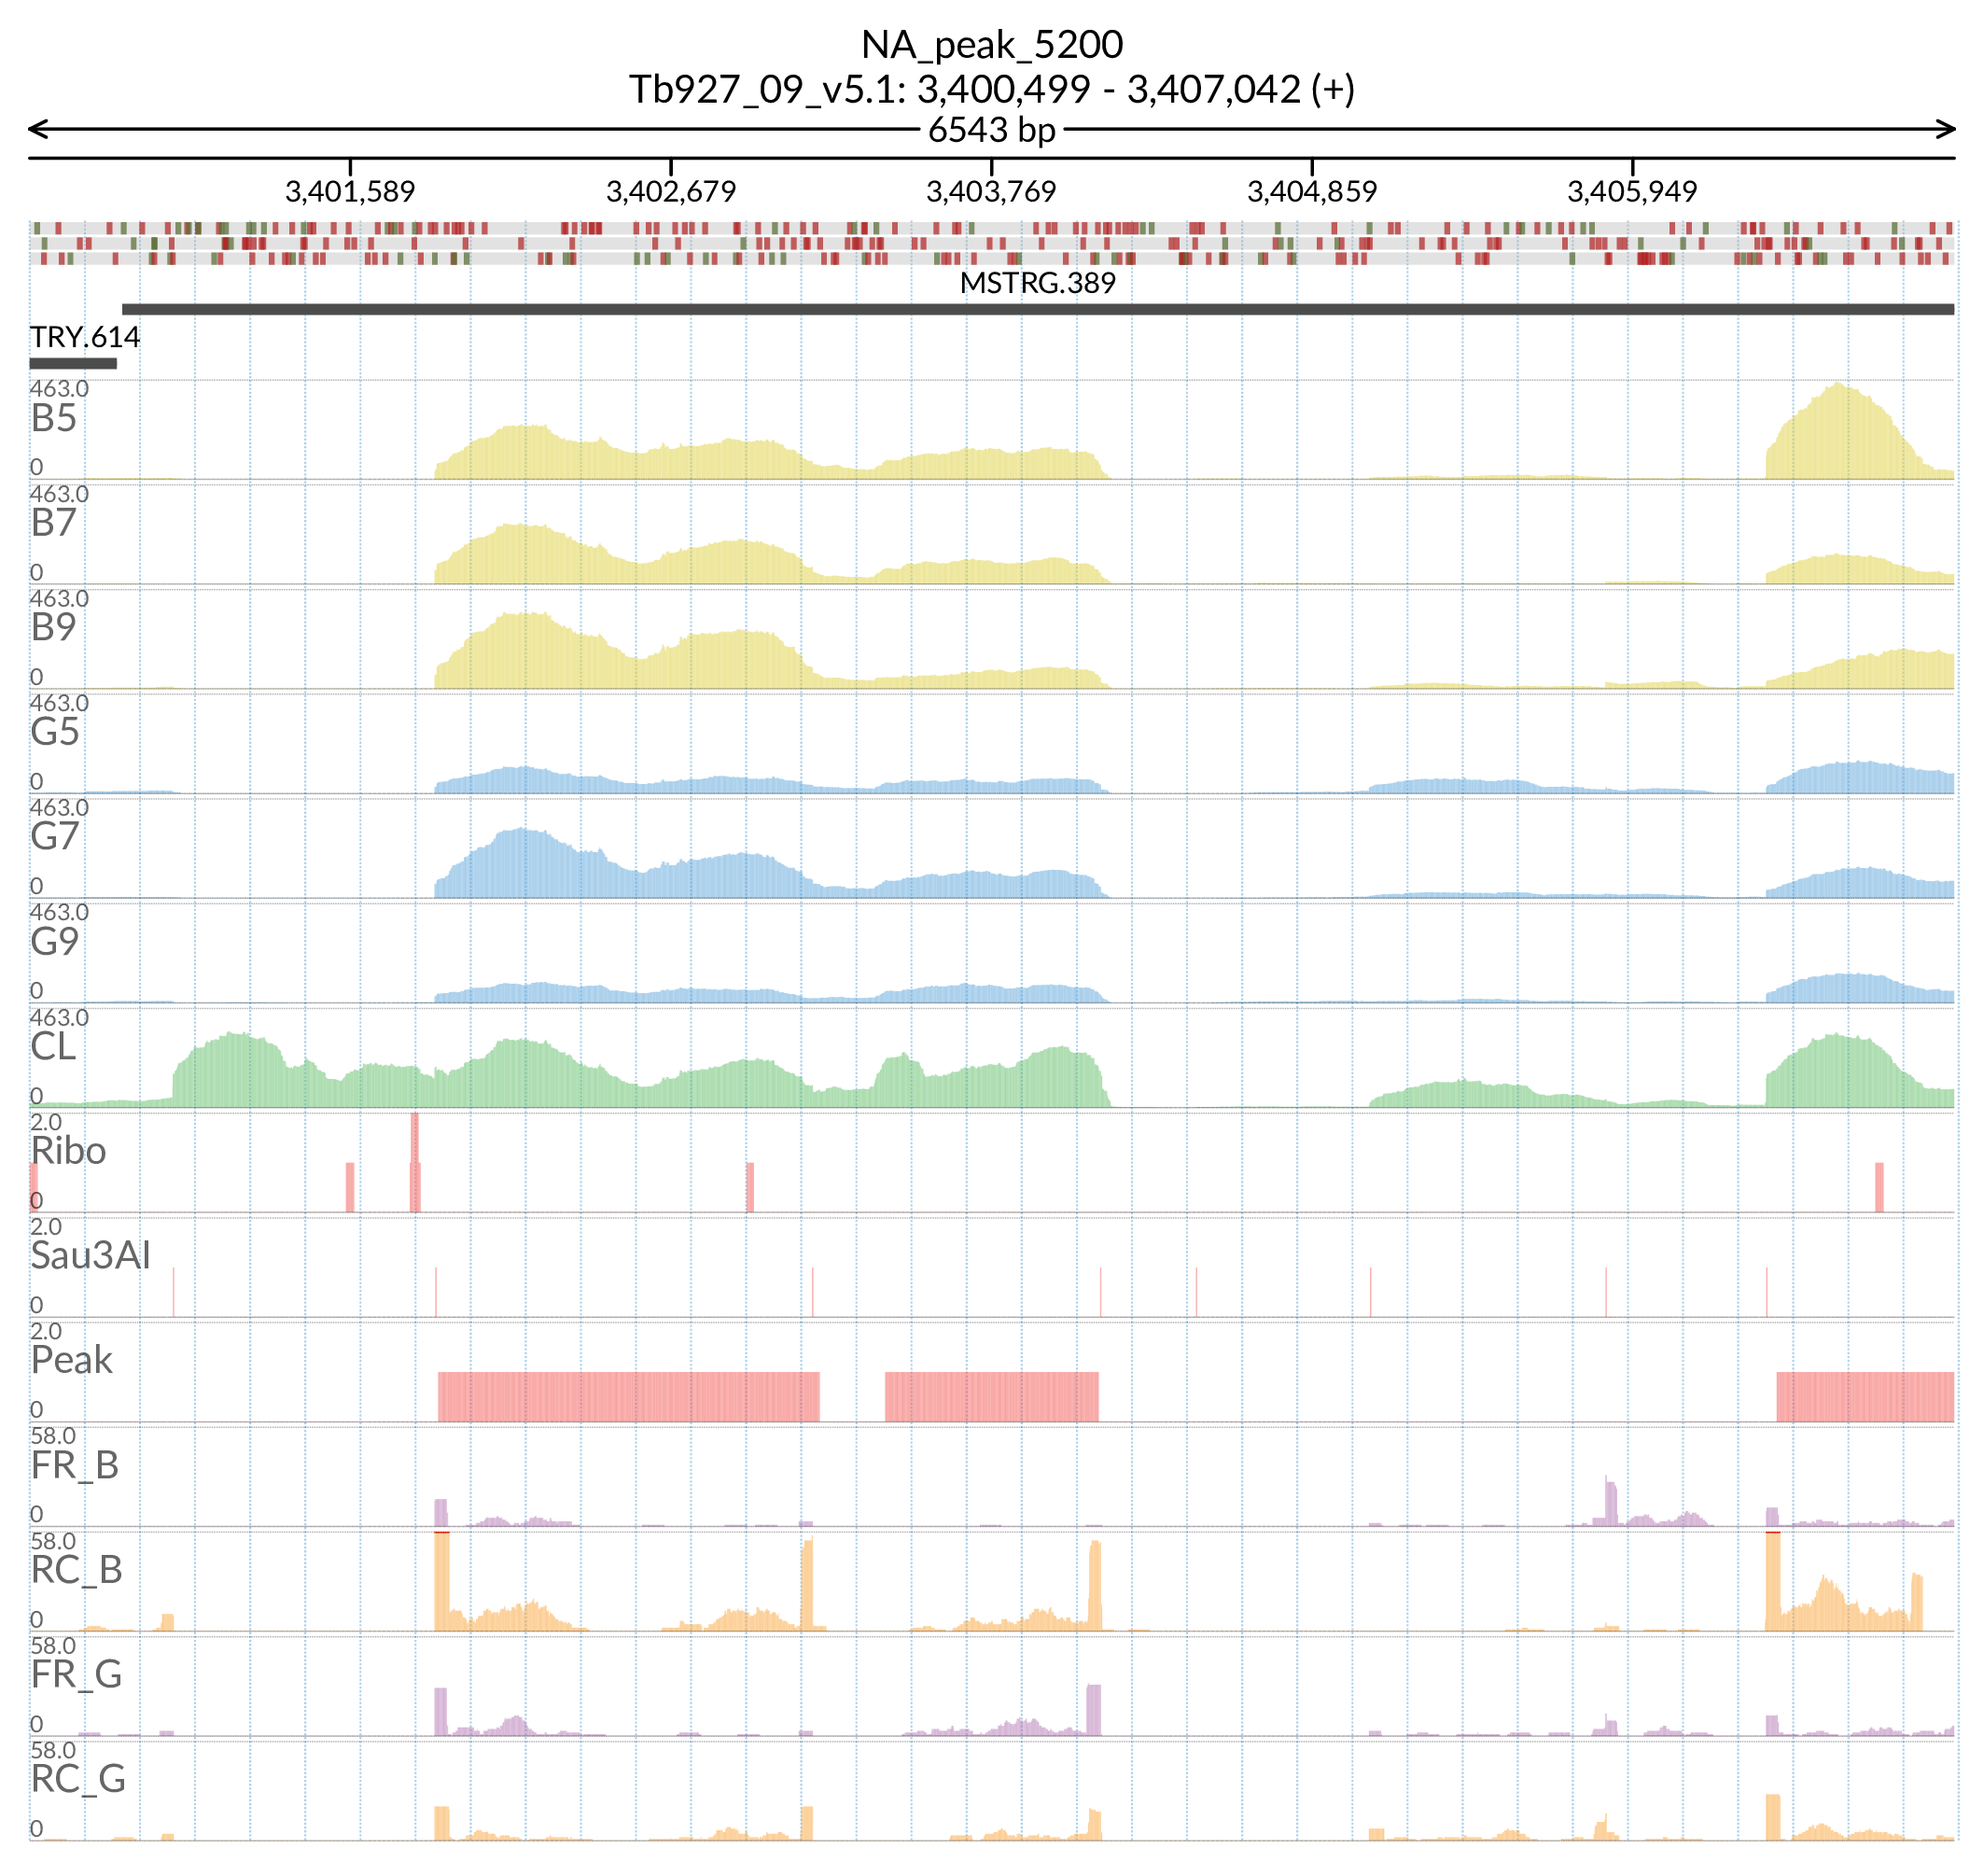 NA_peak_5200
Tb927_09_v5.1: 3,400,499 - 3,407,042 (+)
6543 bp
3,401,589 3,402,679 3,403,769 3,404,859 3,405,949
MSTRG.389
TRY.614
463.0
B5
0
463.0
B7
0
463.0
B9
0
463.0
G5
0
463.0
G7
0
463.0
G9
0
463.0
CL
0
2.0
Ribo
0
2.0
Sau3AI
0
2.0
Peak
0
58.0
FR_B
0
58.0
RC_B
0
58.0
FR_G
0
58.0
RC_G
0